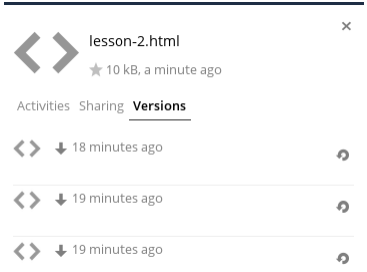 lesson-2.html
10 kB, a minute ago
Activities Sharing Versions
18 minutes ago
19 minutes ago
19 minutes ago